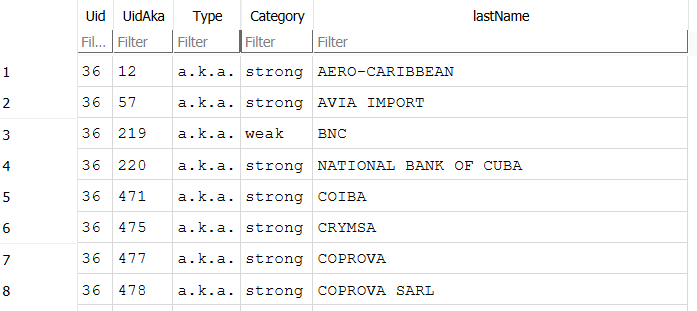 Uid UidAka Type Category lastName
Fil... Filter Filter Filter Filter
1 36 12 a.k.a. strong AERO-CARIBBEAN
2 36 57 a.k.a. strong AVIA IMPORT
3 36 219 a.k.a. weak BNC
4 36 220 a.k.a. strong NATIONAL BANK OF CUBA
5 36 471 a.k.a. strong COIBA
6 36 475 a.k.a. strong CRYMSA
7 36 477 a.k.a. strong COPROVA
8 36 478 a.k.a. strong COPROVA SARL